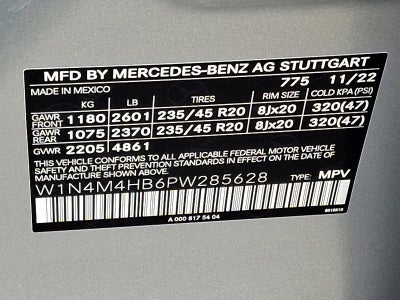 MFD BY MERCEDES-BENZ AG STUTTGART
MADE IN MEXICO 775 11/22
KG LB TIRES RIM SIZE COLD KPA (PSI)
GAWR FRONT 1180 2601 235/45 R20 8Jx20 320(47)
GAWR REAR 1075 2370 235/45 R20 8Jx20 320(47)
GVWR 2205 4861
THIS VEHICLE CONFORMS TO ALL APPLICABLE FEDERAL MOTOR VEHICLE
SAFETY STANDARDS IN EFFECT ON THE DATE OF MANUFACTURE SHOWN ABOVE.
W1N4M4HB6PW285628 TYPE: MPV
A 000 817 54 04